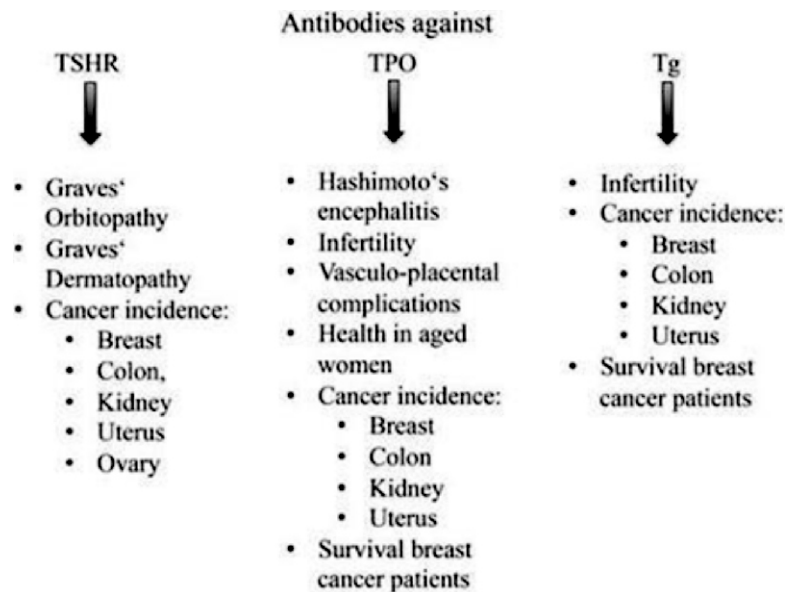 Antibodies against
TSHR
TPO
Tg
• Graves‘
Orbitopathy
• Graves‘
Dermatopathy
• Cancer incidence:
• Breast
• Colon,
• Kidney
• Uterus
• Ovary
• Hashimoto‘s
encephalitis
• Infertility
• Vasculo-placental
complications
• Health in aged
women
• Cancer incidence:
• Breast
• Colon
• Kidney
• Uterus
• Survival breast
cancer patients
• Infertility
• Cancer incidence:
• Breast
• Colon
• Kidney
• Uterus
• Survival breast
cancer patients